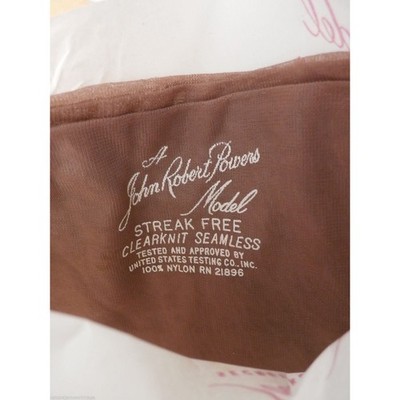 Model
A
John Robert Powers
Model
STREAK FREE
CLEARKNIT SEAMLESS
TESTED AND APPROVED BY
UNITED STATES TESTING CO., INC.
100% NYLON RN 21896